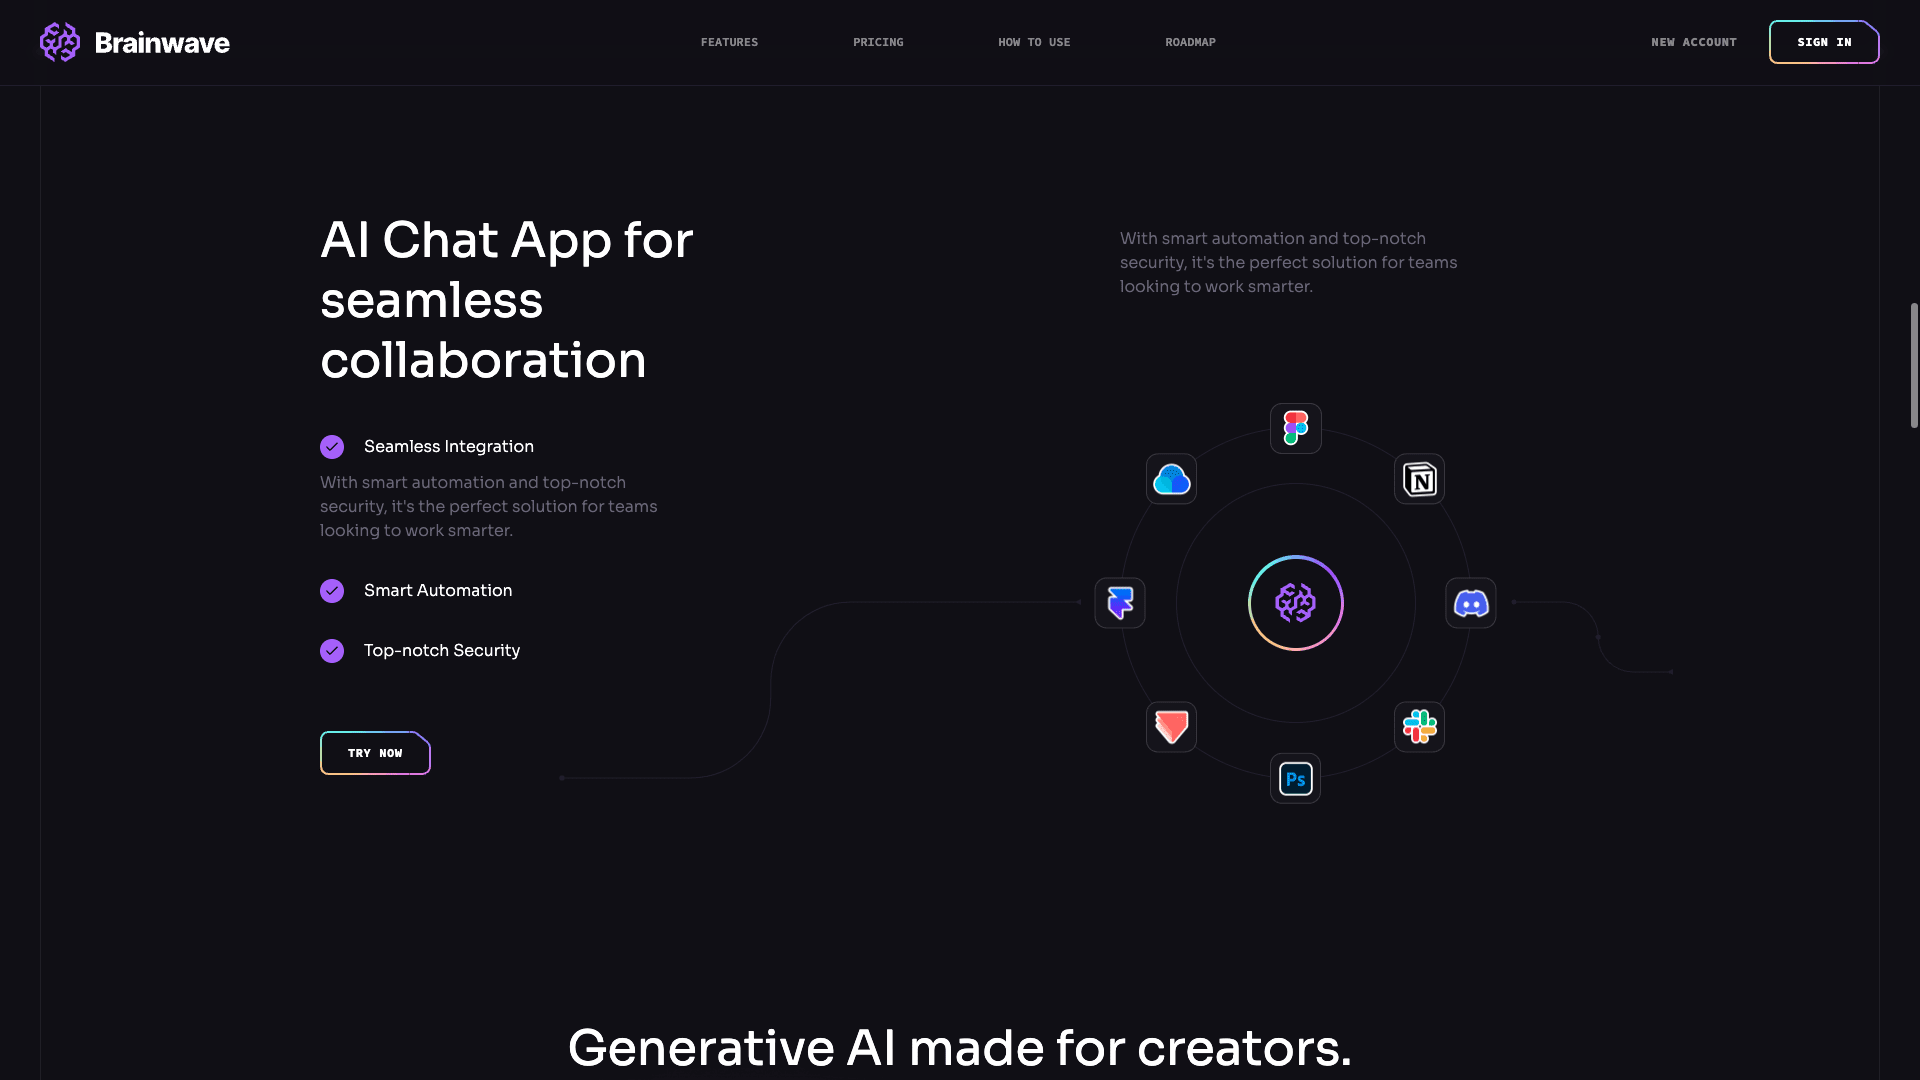 Brainwave
FEATURES
PRICING
HOW TO USE
ROADMAP
NEW ACCOUNT
SIGN IN
AI Chat App for
seamless
collaboration
Seamless Integration
With smart automation and top-notch
security, it's the perfect solution for teams
looking to work smarter.
Smart Automation
Top-notch Security
TRY NOW
With smart automation and top-notch
security, it's the perfect solution for teams
looking to work smarter.
N
Ps
Generative AI made for creators.